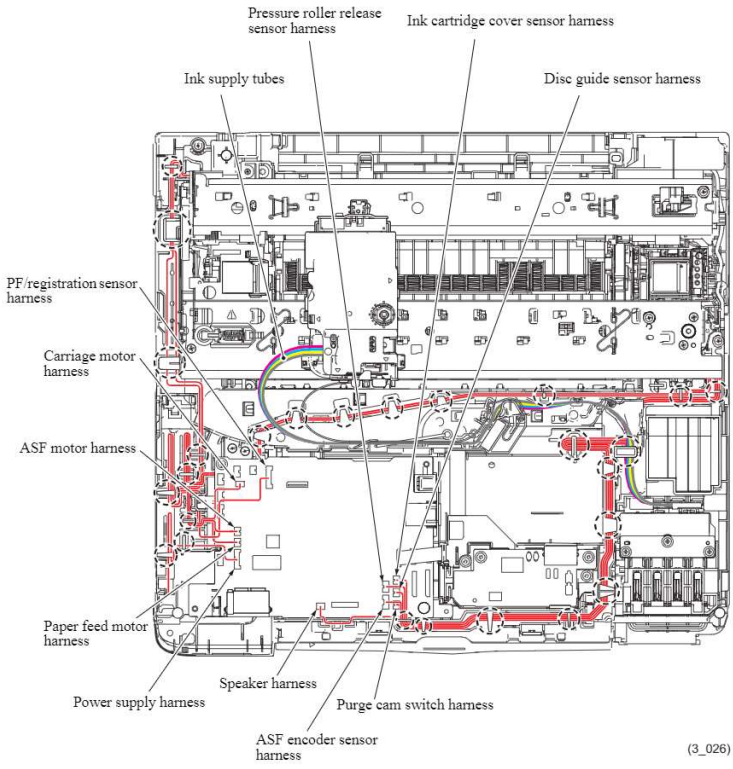 Pressure roller release
sensor harness
Ink cartridge cover sensor harness
Ink supply tubes
Disc guide sensor harness
PF/registration sensor
harness
Carriage motor
harness
ASF motor harness
Paper feed motor
harness
Power supply harness
Speaker harness
Purge cam switch harness
ASF encoder sensor
harness
(3_026)